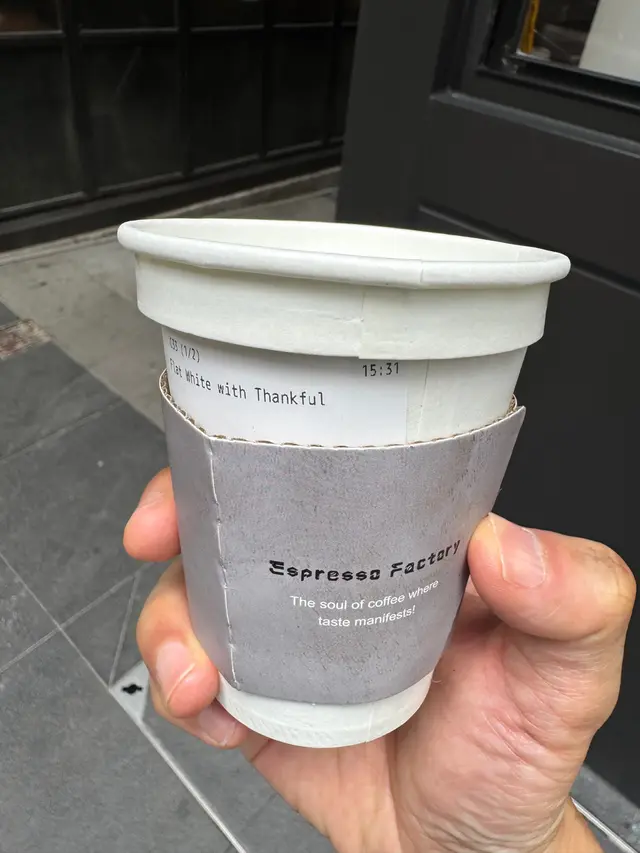 (1/2)
15:31
Flat White with Thankful
Espresso Factory
The soul of coffee where
taste manifests!